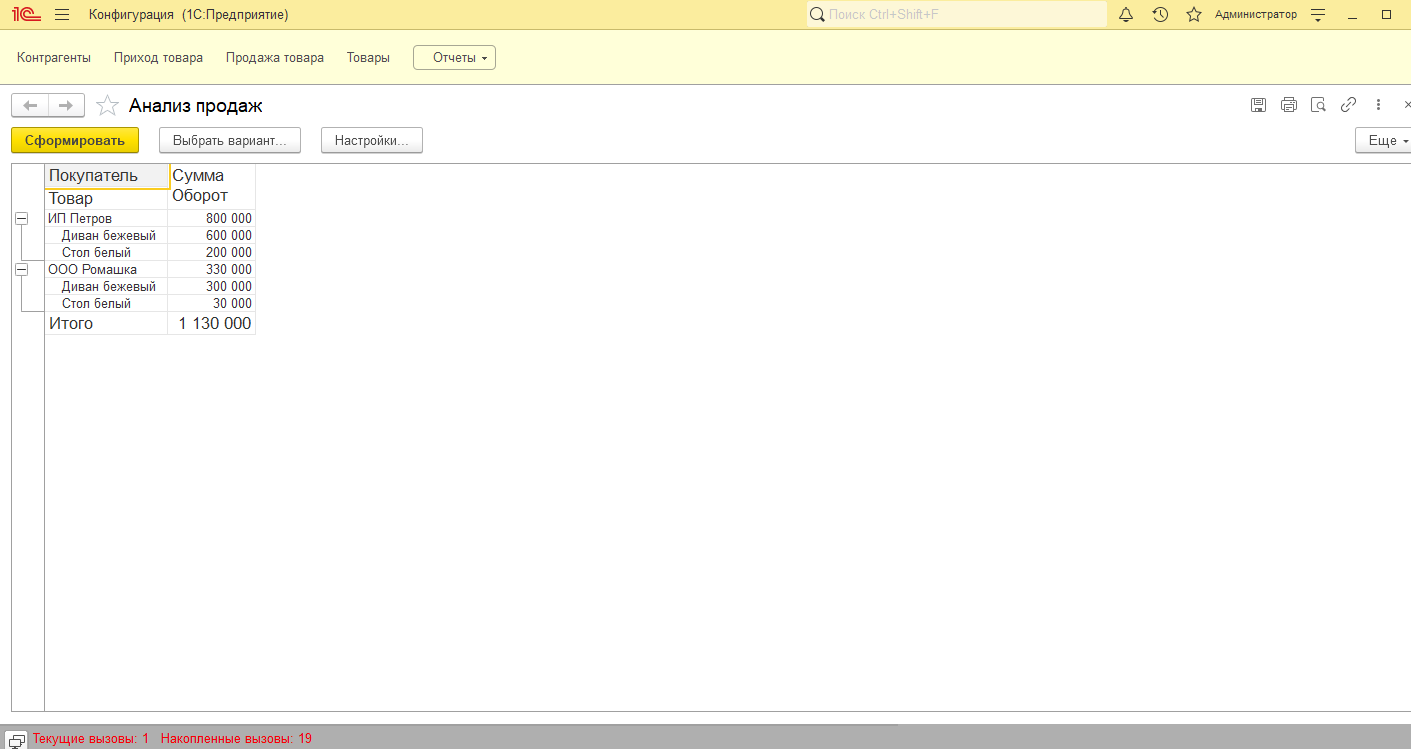 1С Конфигурация (1С:Предприятие) Поиск Ctrl+Shift+F Администратор
Контрагенты Приход товара Продажа товара Товары Отчеты
Анализ продаж
Сформировать Выбрать вариант... Настройки... Еще
Покупатель Сумма
Товар Оборот
ИП Петров 800 000
Диван бежевый 600 000
Стол белый 200 000
ООО Ромашка 330 000
Диван бежевый 300 000
Стол белый 30 000
Итого 1 130 000
Текущие вызовы: 1 Накопленные вызовы: 19